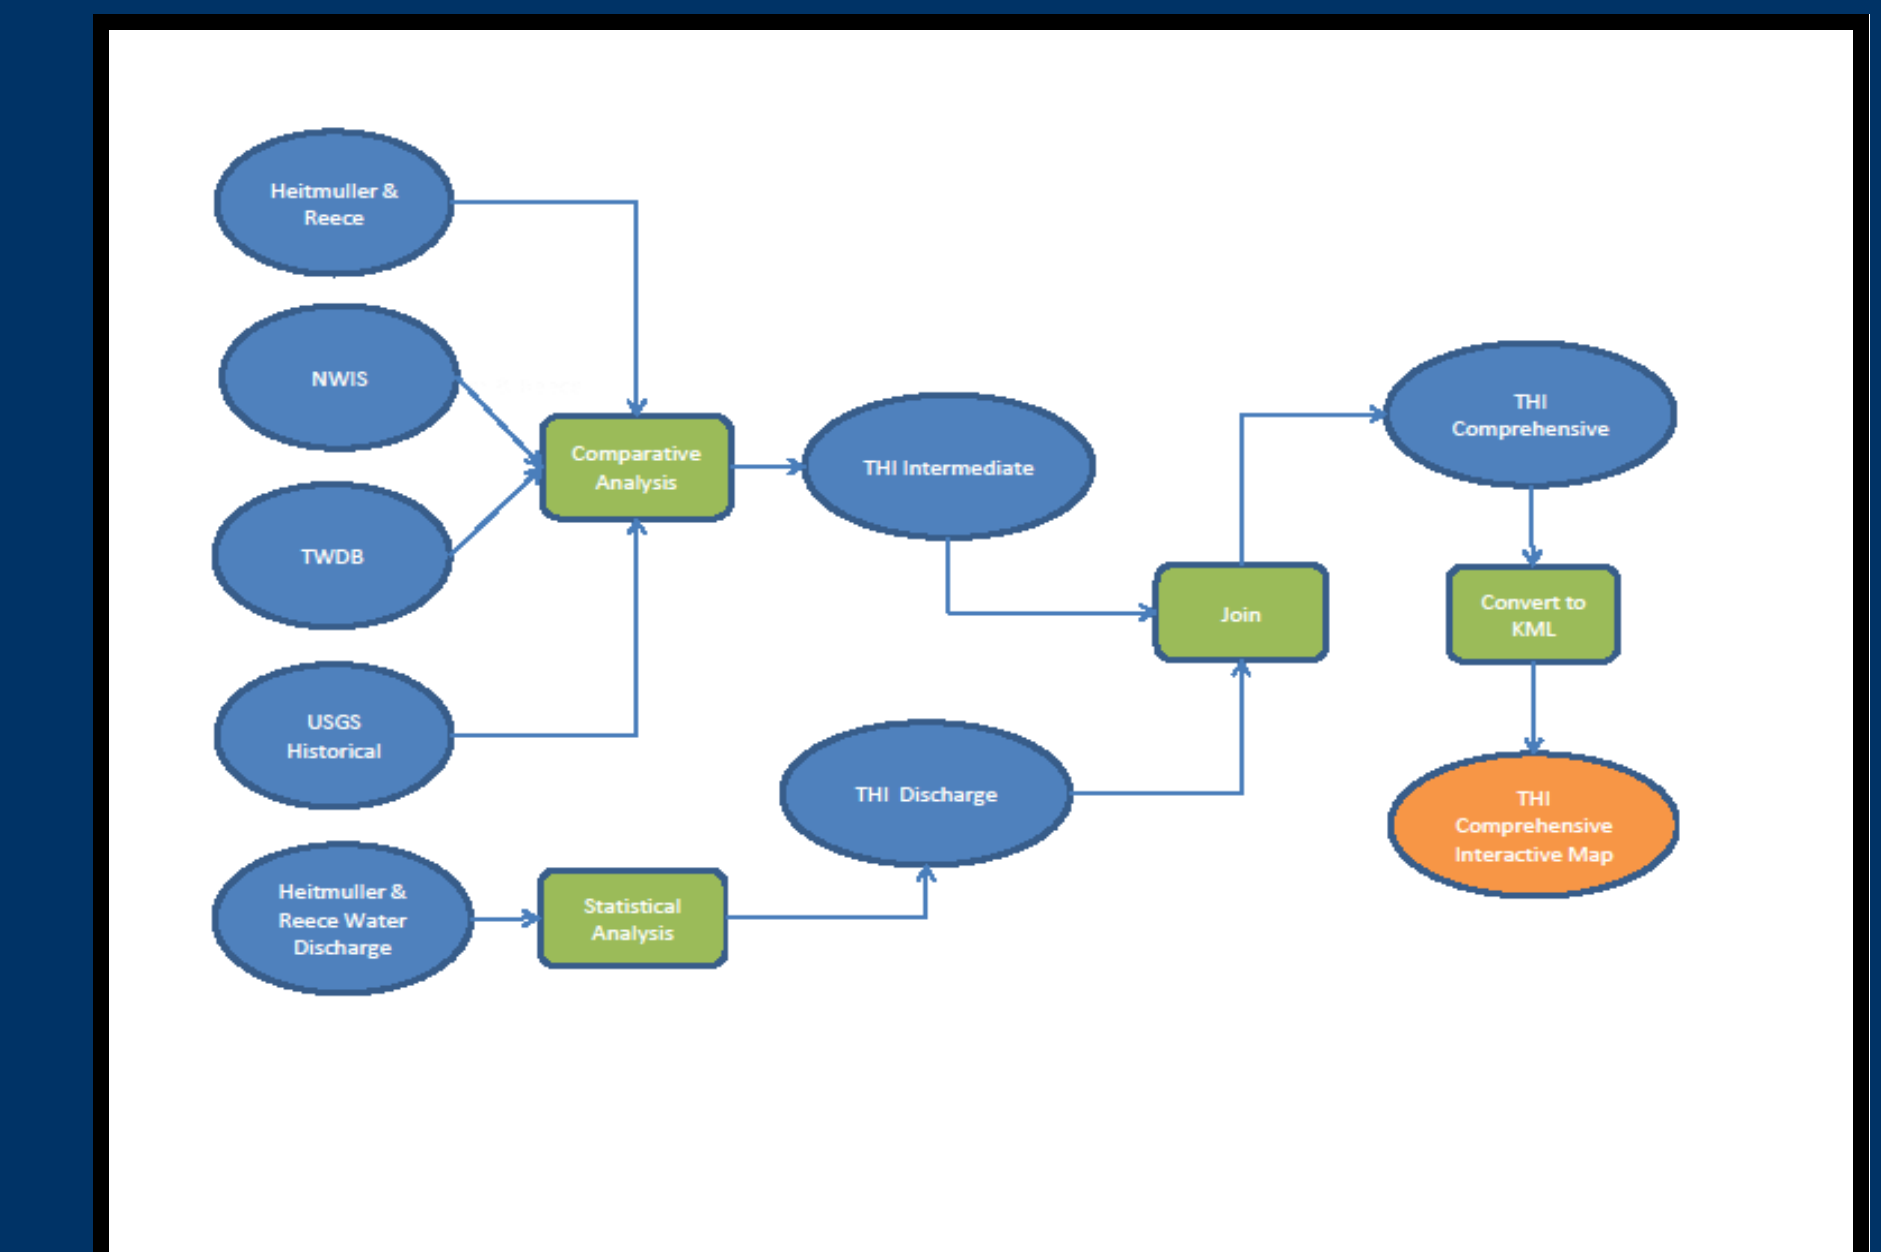 Heitmuller &
Reece
NWIS
TWDB
USGS
Historical
Heitmuller &
Reece Water
Discharge
Comparative
Analysis
Statistical
Analysis
THI Intermediate
THI Discharge
Join
THI
Comprehensive
Convert to
KML
THI
Comprehensive
Interactive Map